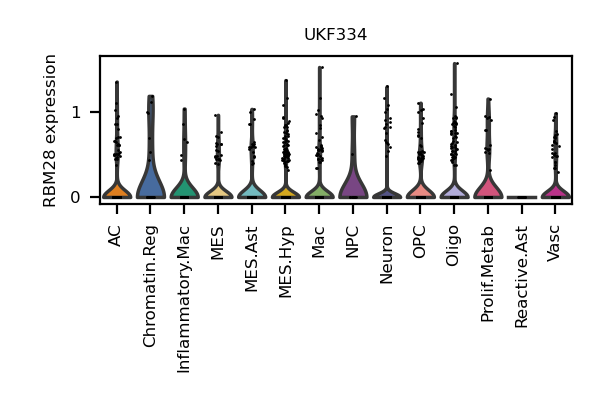 UKF334
RBM28 expression
1
0
AC
Chromatin.Reg
Inflammatory.Mac
MES
MES.Ast
MES.Hyp
Mac
NPC
Neuron
OPC
Oligo
Prolif.Metab
Reactive.Ast
Vasc